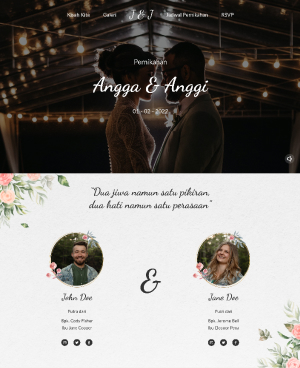 Kisah Kita Galeri J & J Jadwal Pernikahan RSVP
Pernikahan
Angga & Anggi
01 - 02 - 2022
"Dua jiwa namun satu pikiran,
dua hati namun satu perasaan"
&
John Doe Jane Doe
Putra dari Putri dari
Bpk. Cody Fisher Bpk. Jerome Bell
Ibu Jane Cooper Ibu Eleanor Pena